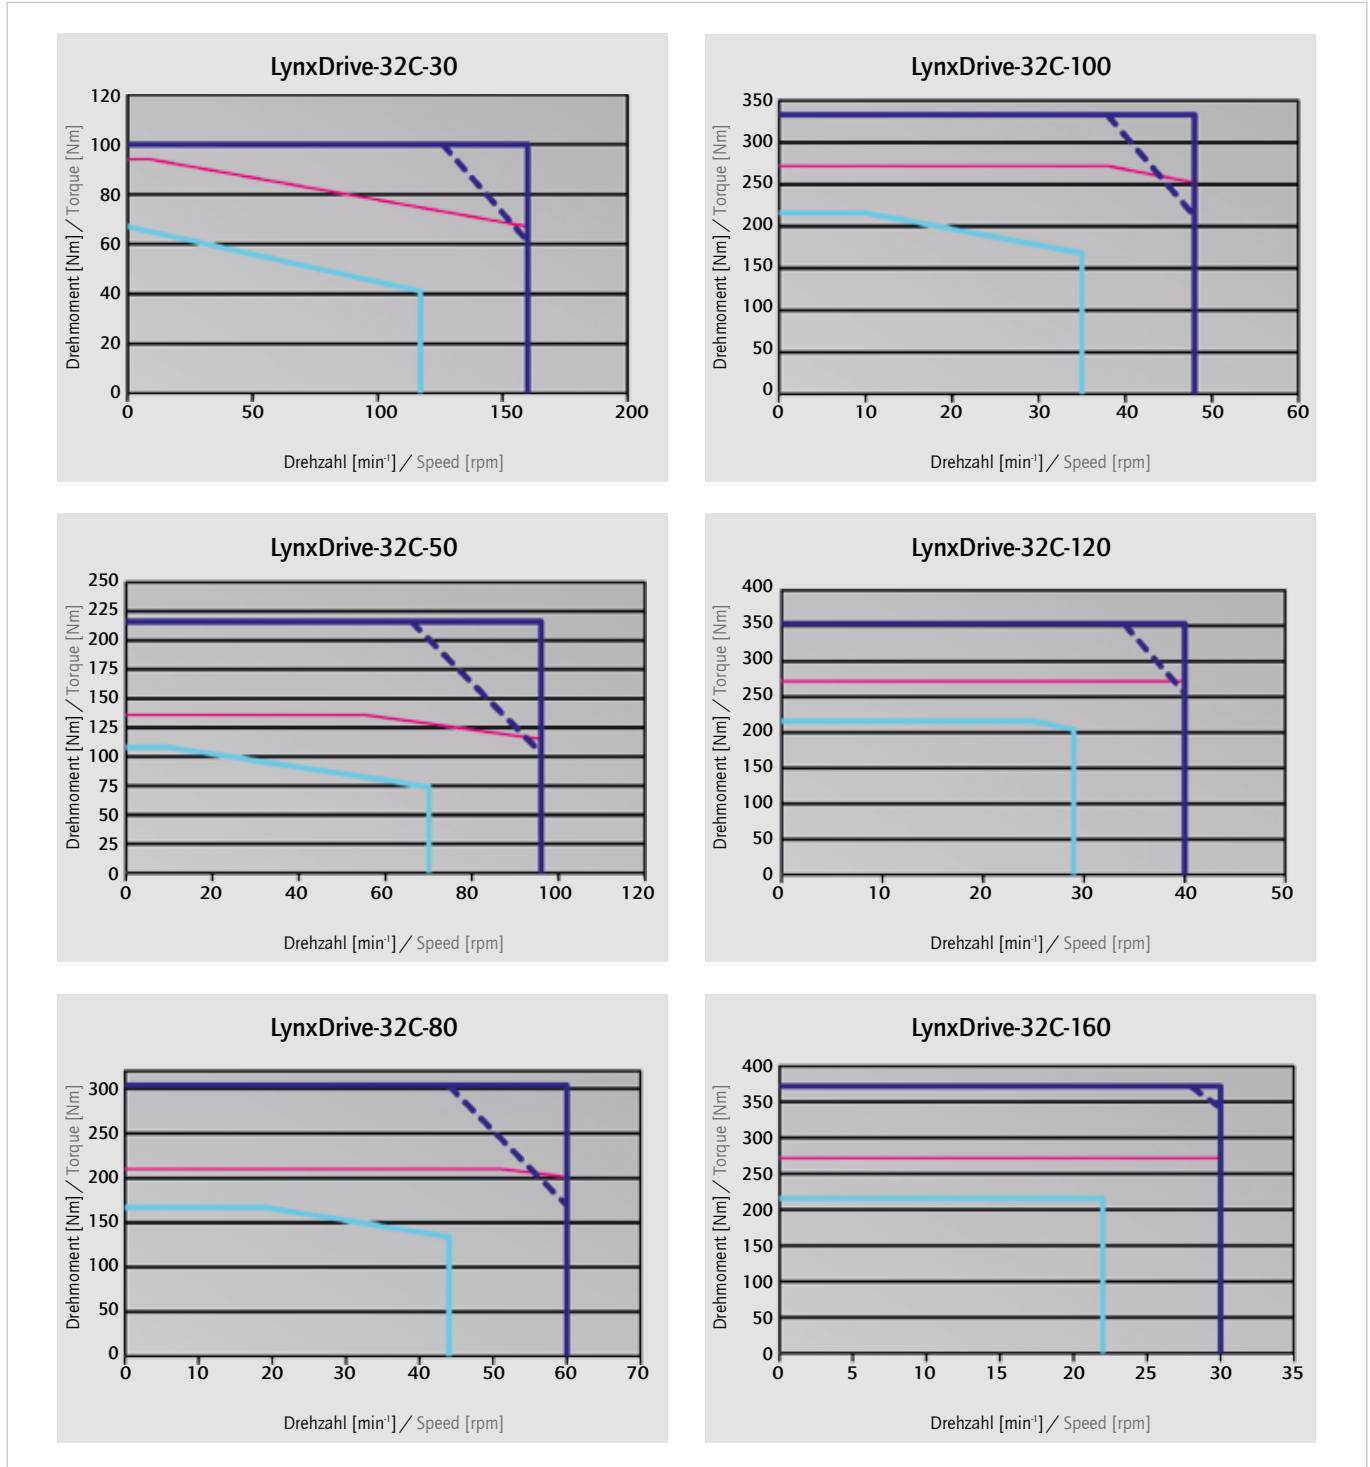 LynxDrive-32C-30
Drehmoment [Nm] / Torque [Nm]
120
100
80
60
40
20
0
0 50 100 150 200
Drehzahl [min⁻¹] / Speed [rpm]
LynxDrive-32C-100
Drehmoment [Nm] / Torque [Nm]
350
300
250
200
150
100
50
0
0 10 20 30 40 50 60
Drehzahl [min⁻¹] / Speed [rpm]
LynxDrive-32C-50
Drehmoment [Nm] / Torque [Nm]
250
225
200
175
150
125
100
75
50
25
0
0 20 40 60 80 100 120
Drehzahl [min⁻¹] / Speed [rpm]
LynxDrive-32C-120
Drehmoment [Nm] / Torque [Nm]
400
350
300
250
200
150
100
50
0
0 10 20 30 40 50
Drehzahl [min⁻¹] / Speed [rpm]
LynxDrive-32C-80
Drehmoment [Nm] / Torque [Nm]
300
250
200
150
100
50
0
0 10 20 30 40 50 60 70
Drehzahl [min⁻¹] / Speed [rpm]
LynxDrive-32C-160
Drehmoment [Nm] / Torque [Nm]
400
350
300
250
200
150
100
50
0
0 5 10 15 20 25 30 35
Drehzahl [min⁻¹] / Speed [rpm]